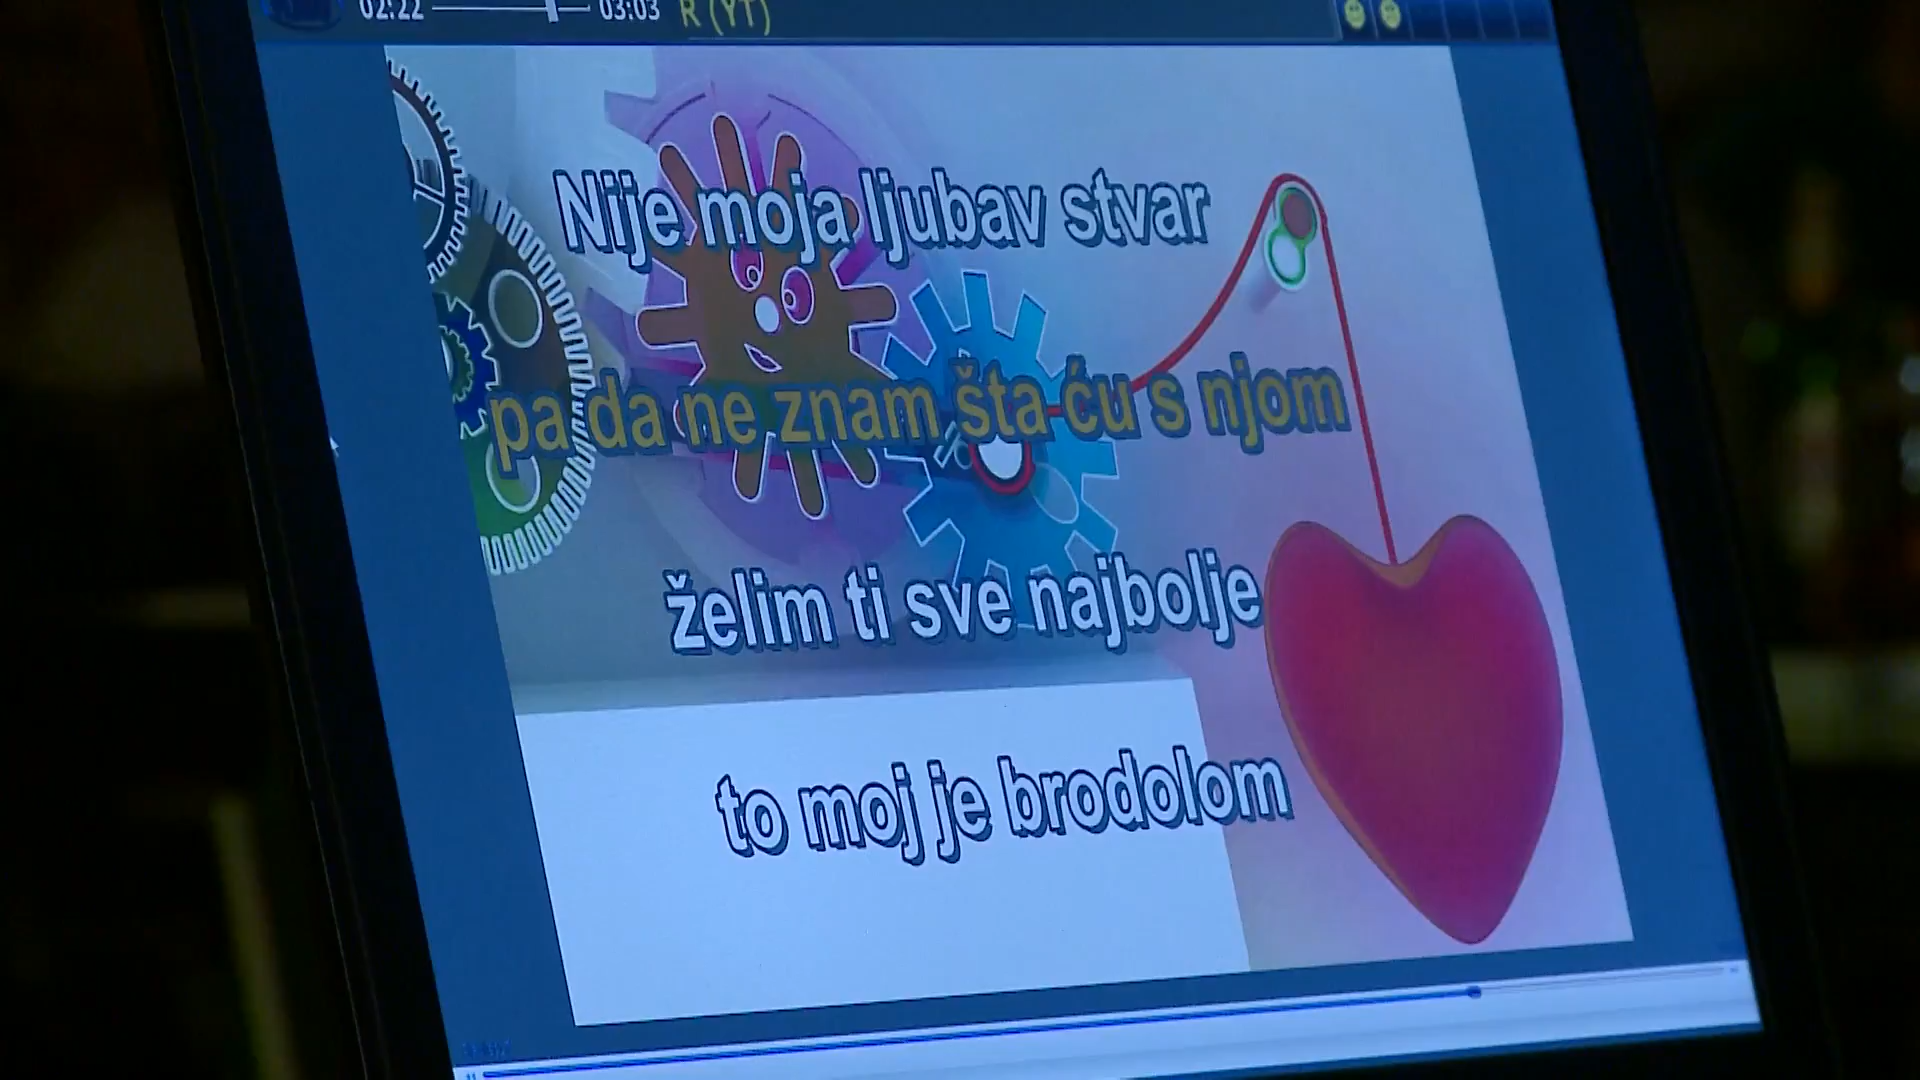 02:22 03:03 R (YT)
Nije moja ljubav stvar
pa da ne znam šta ću s njom
želim ti sve najbolje
to moj je brodolom